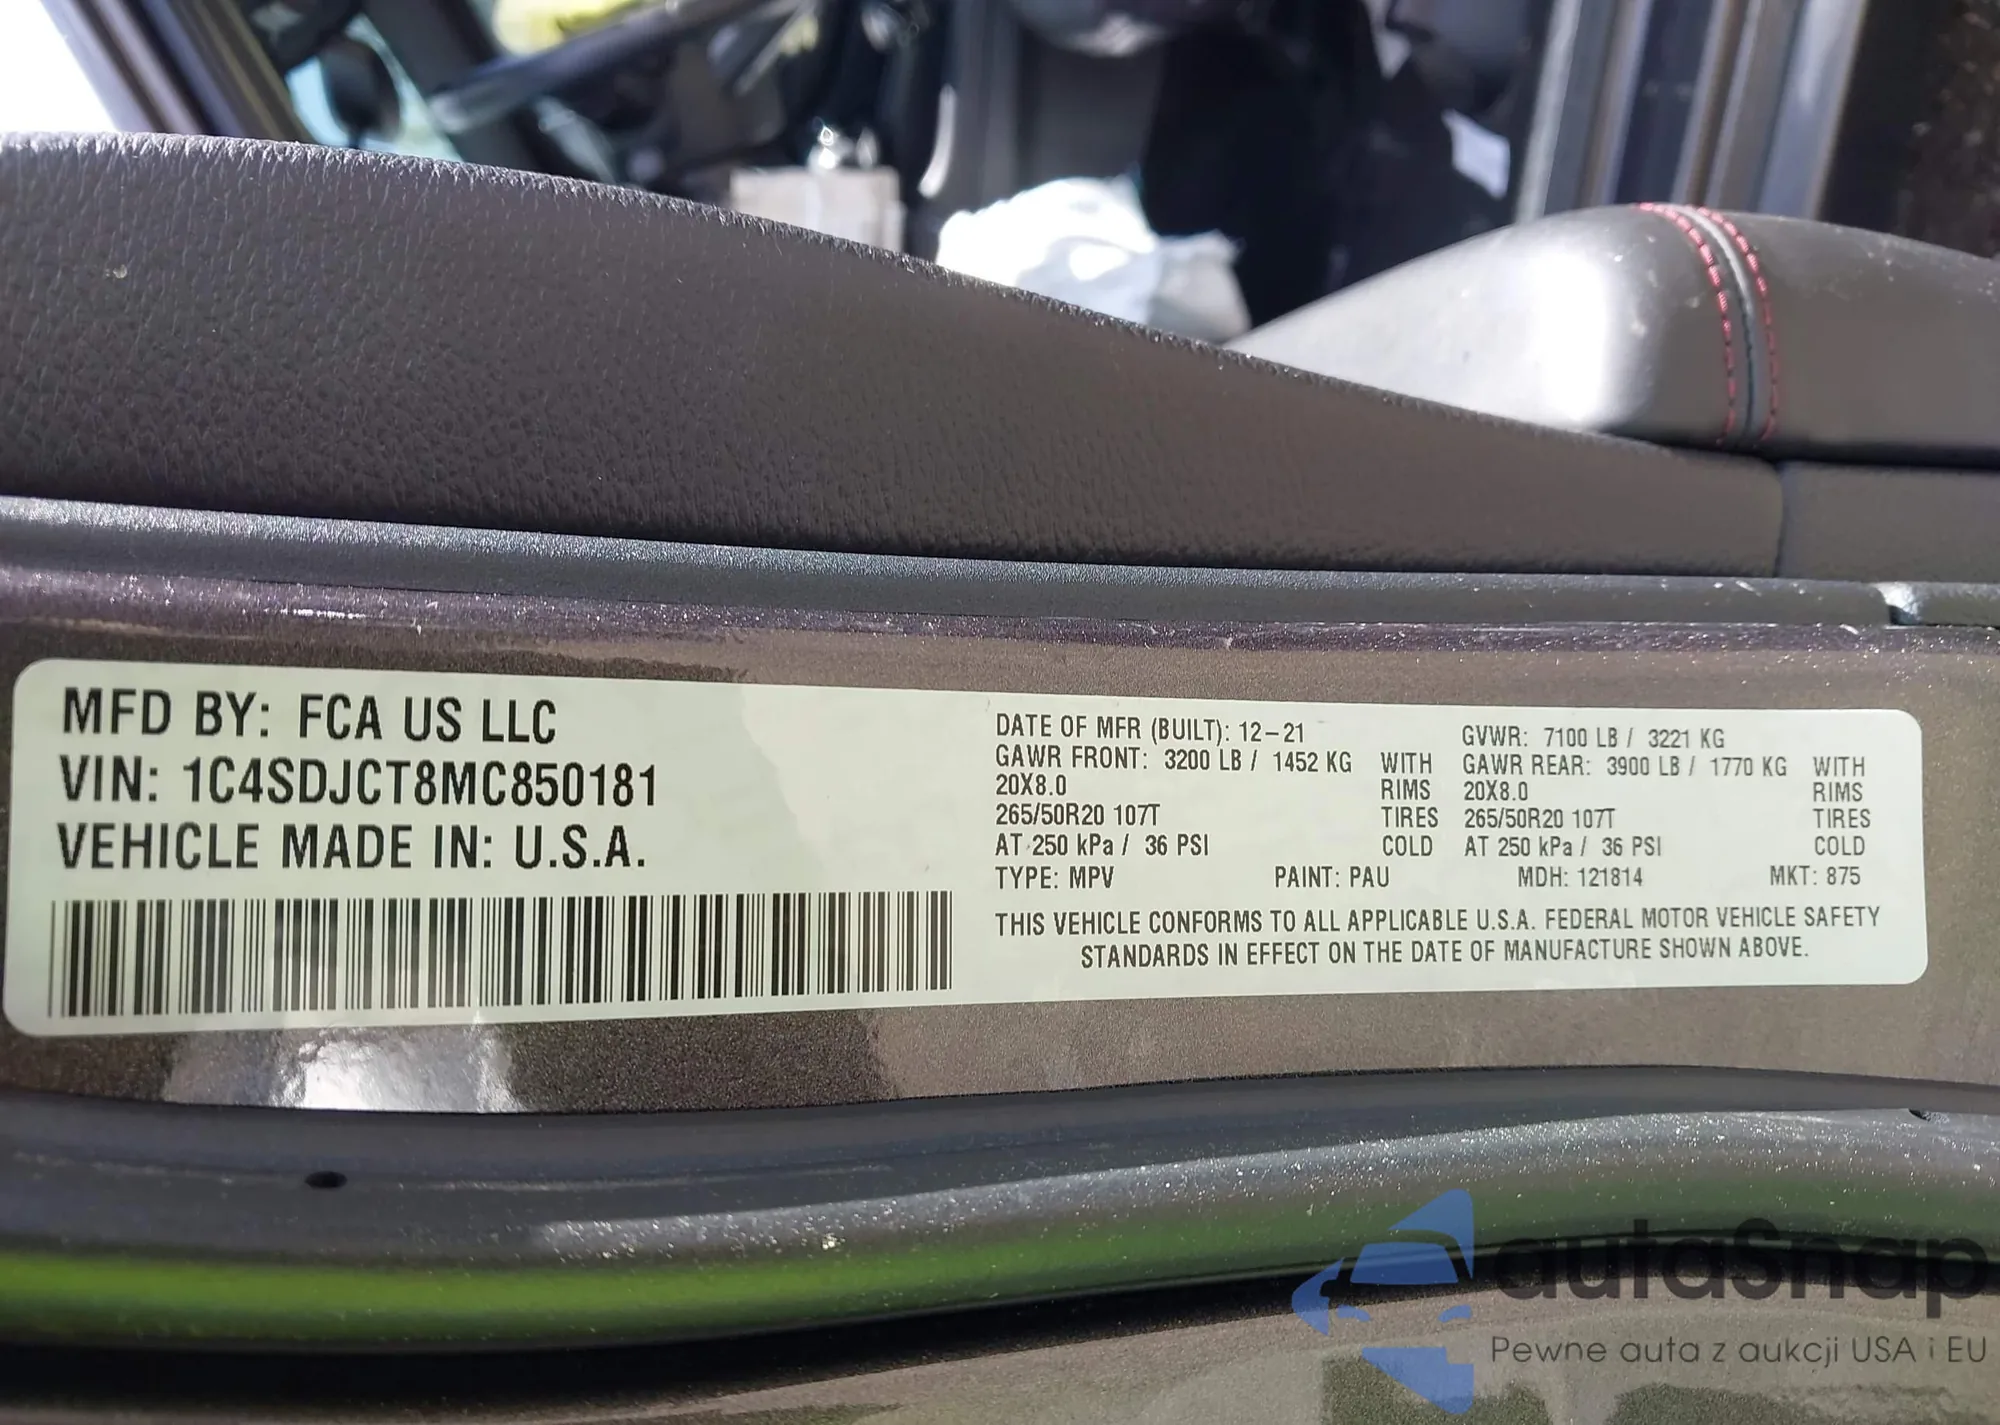 MFD BY: FCA US LLC
VIN: 1C4SDJCT8MC850181
VEHICLE MADE IN: U.S.A.
DATE OF MFR (BUILT): 12-21
GAWR FRONT: 3200 LB / 1452 KG WITH
20X8.0 RIMS
265/50R20 107T TIRES
AT 250 kPa / 36 PSI COLD
GVWR: 7100 LB / 3221 KG
GAWR REAR: 3900 LB / 1770 KG WITH
20X8.0 RIMS
265/50R20 107T TIRES
AT 250 kPa / 36 PSI COLD
TYPE: MPV PAINT: PAU MDH: 121814 MKT: 875
THIS VEHICLE CONFORMS TO ALL APPLICABLE U.S.A. FEDERAL MOTOR VEHICLE SAFETY
STANDARDS IN EFFECT ON THE DATE OF MANUFACTURE SHOWN ABOVE.
autaSnap
Pewne auta z aukcji USA i EU